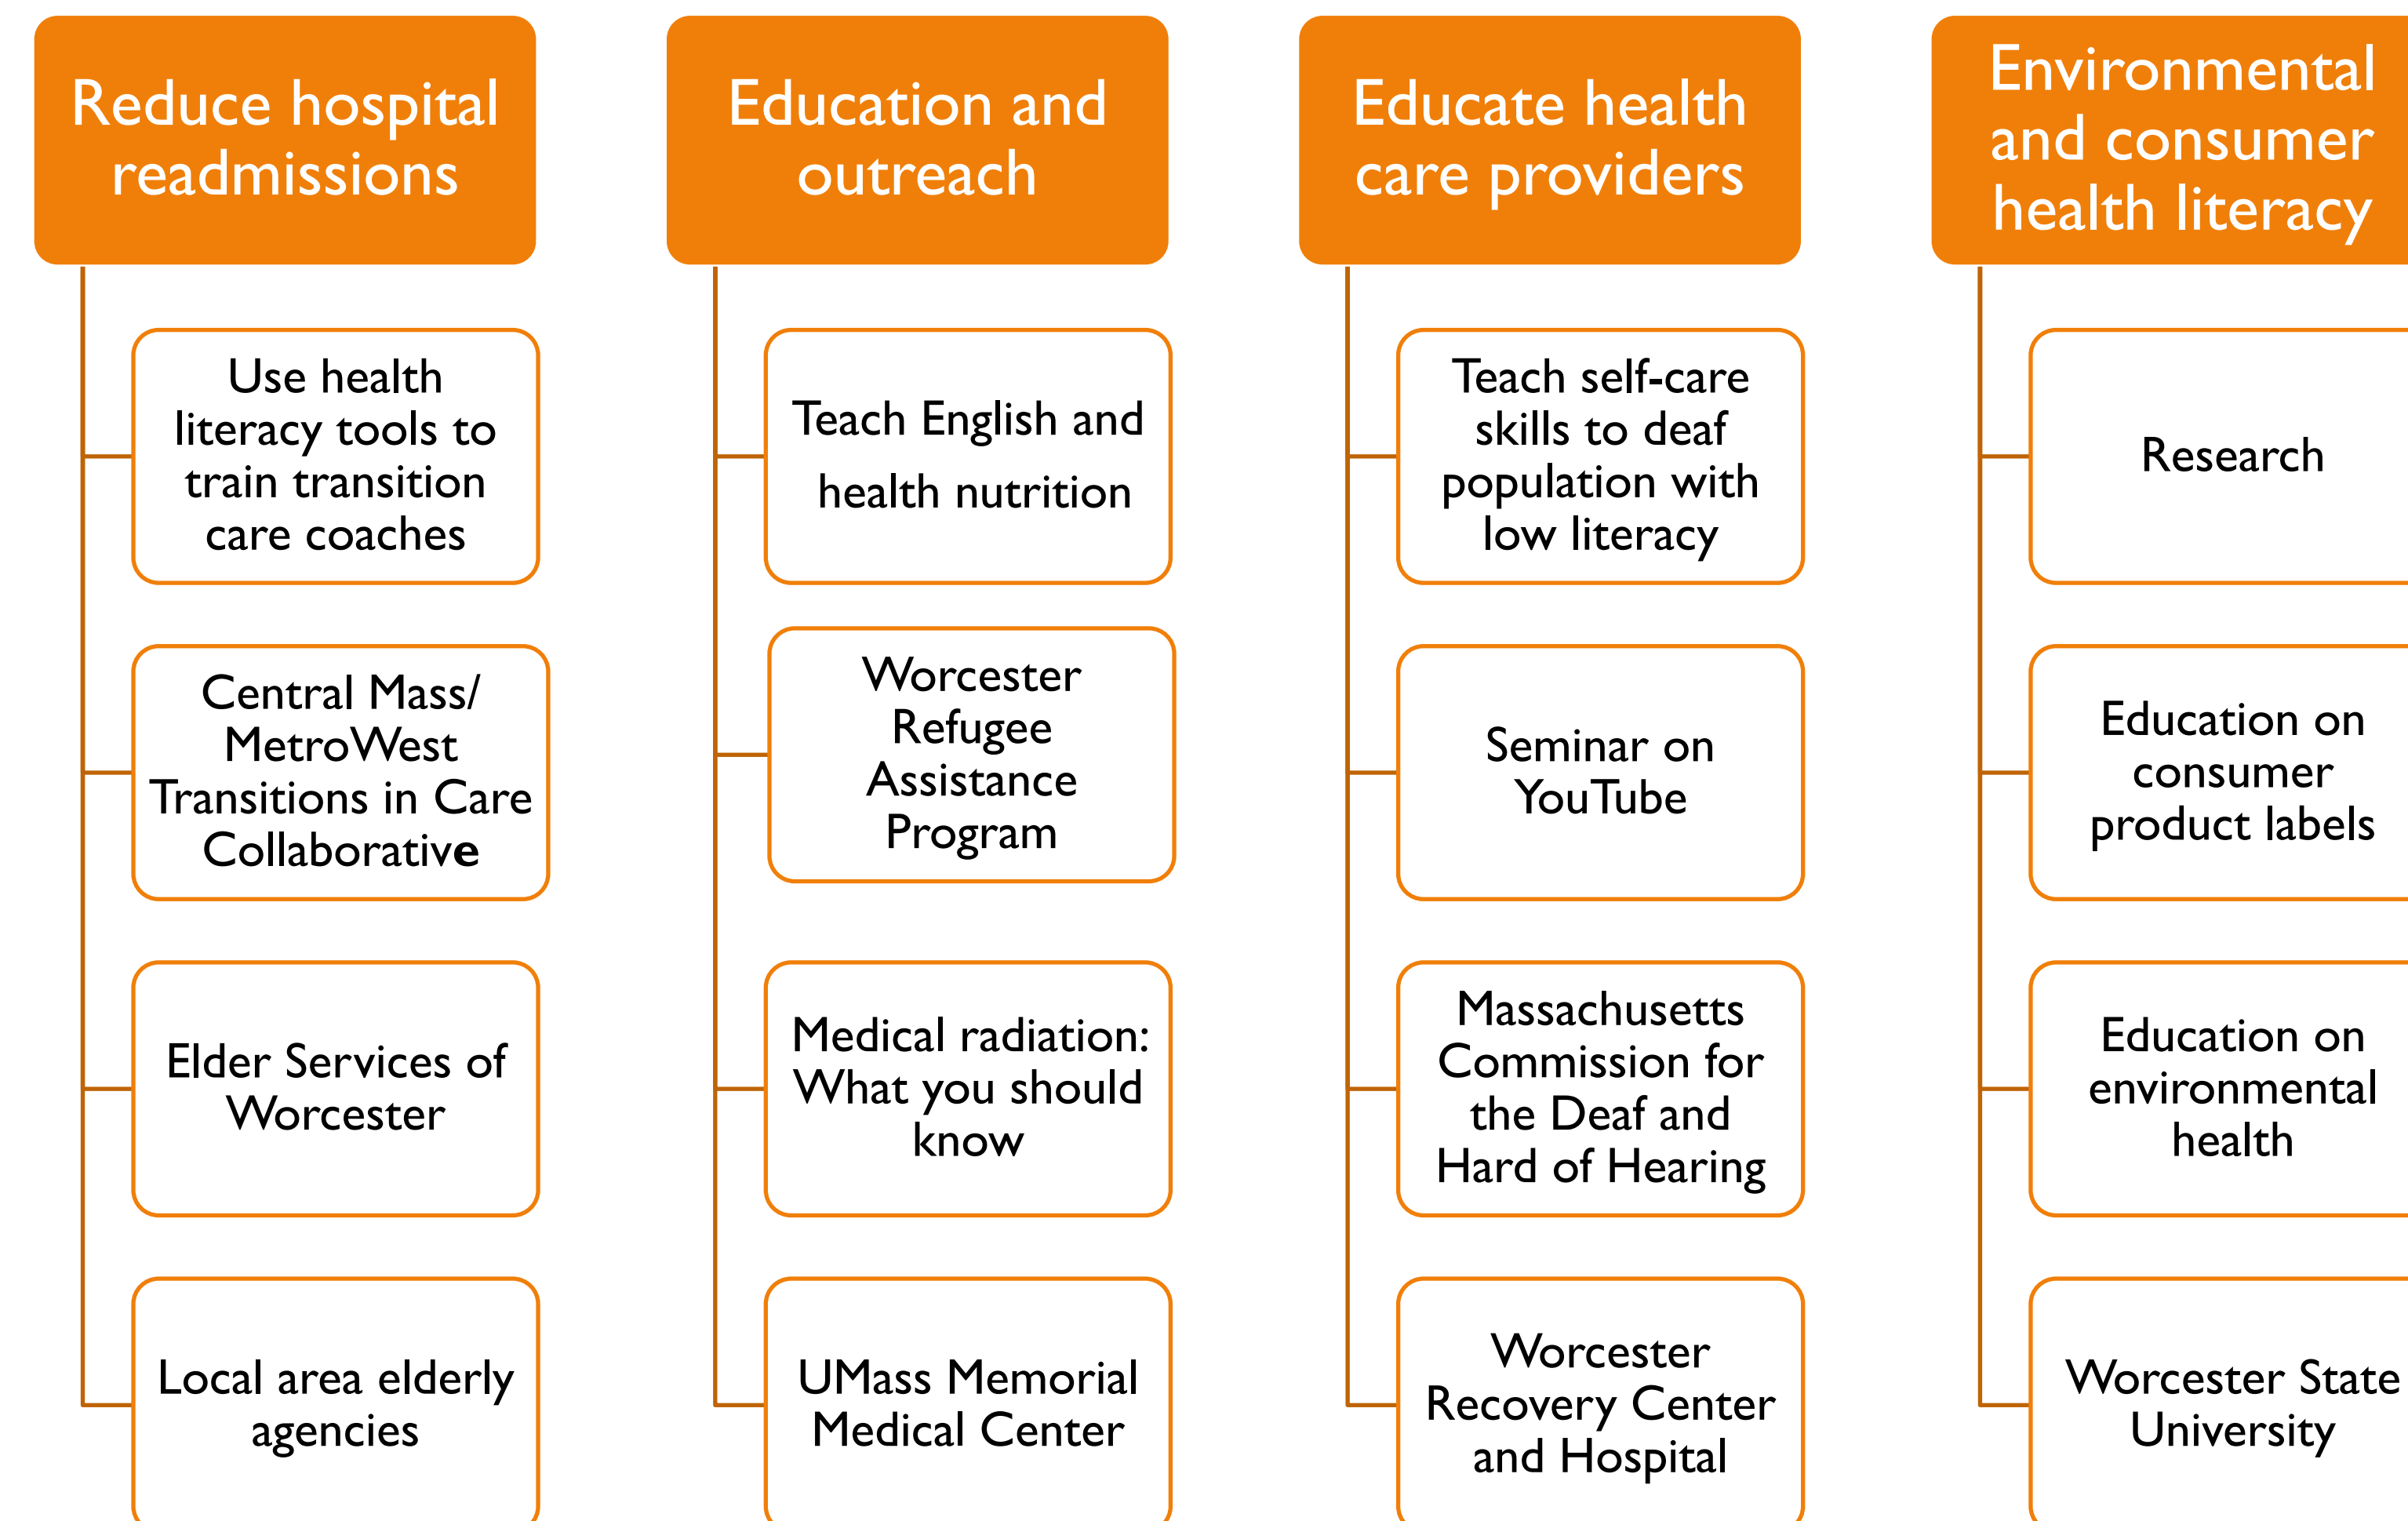 Reduce hospital
readmissions
Use health
literacy tools to
train transition
care coaches
Central Mass/
MetroWest
Transitions in Care
Collaborative
Elder Services of
Worcester
Local area elderly
agencies
Education and
outreach
Teach English and
health nutrition
Worcester
Refugee
Assistance
Program
Medical radiation:
What you should
know
UMass Memorial
Medical Center
Educate health
care providers
Teach self-care
skills to deaf
population with
low literacy
Seminar on
YouTube
Massachusetts
Commission for
the Deaf and
Hard of Hearing
Worcester
Recovery Center
and Hospital
Environmental
and consumer
health literacy
Research
Education on
consumer
product labels
Education on
environmental
health
Worcester State
University